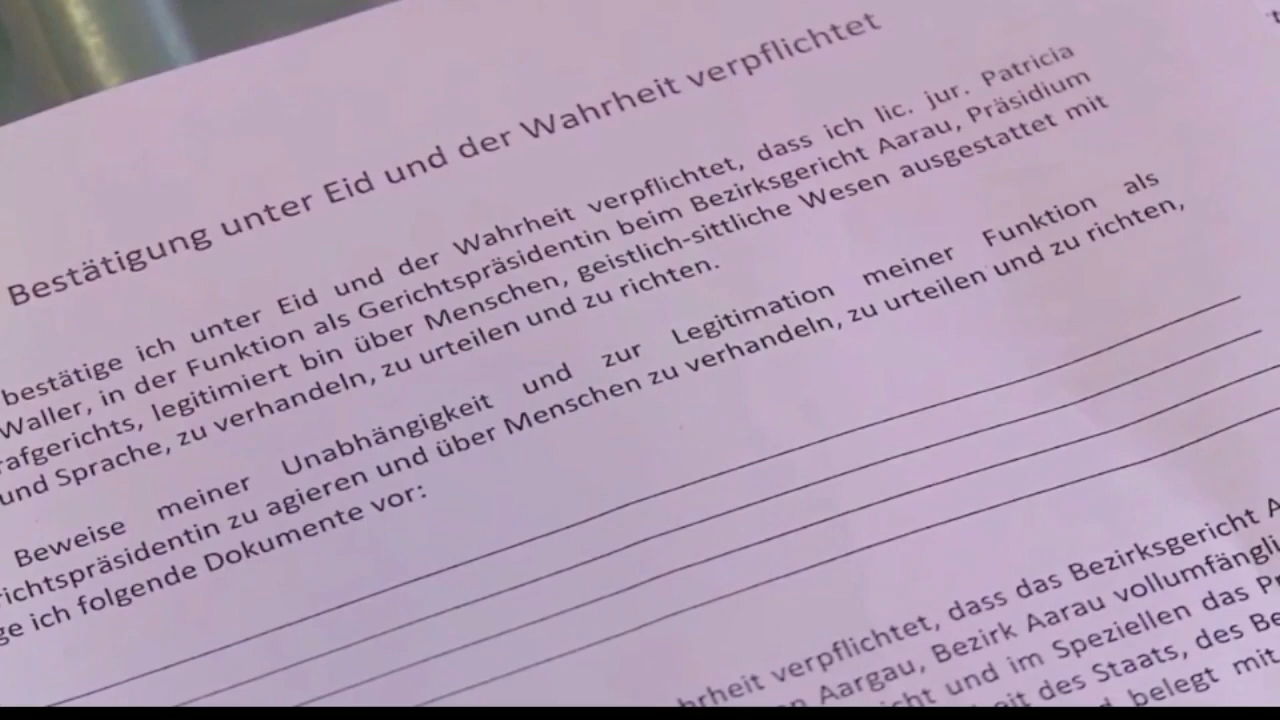 Bestätigung unter Eid und der Wahrheit verpflichtet
bestätige ich unter Eid und der Wahrheit verpflichtet, dass ich lic. jur. Patricia
Waller, in der Funktion als Gerichtspräsidentin beim Bezirksgericht Aarau, Präsidium
rafgerichts, legitimiert bin über Menschen, geistlich-sittliche Wesen ausgestattet mit
und Sprache, zu verhandeln, zu urteilen und zu richten.
Beweise meiner Unabhängigkeit und zur Legitimation meiner Funktion als
richtspräsidentin zu agieren und über Menschen zu verhandeln, zu urteilen und zu richten,
ge ich folgende Dokumente vor:
hrheit verpflichtet, dass das Bezirksgericht A
n Aargau, Bezirk Aarau vollumfängli
cht und im Speziellen das Pr
eit des Staats, des Be
belegt mit